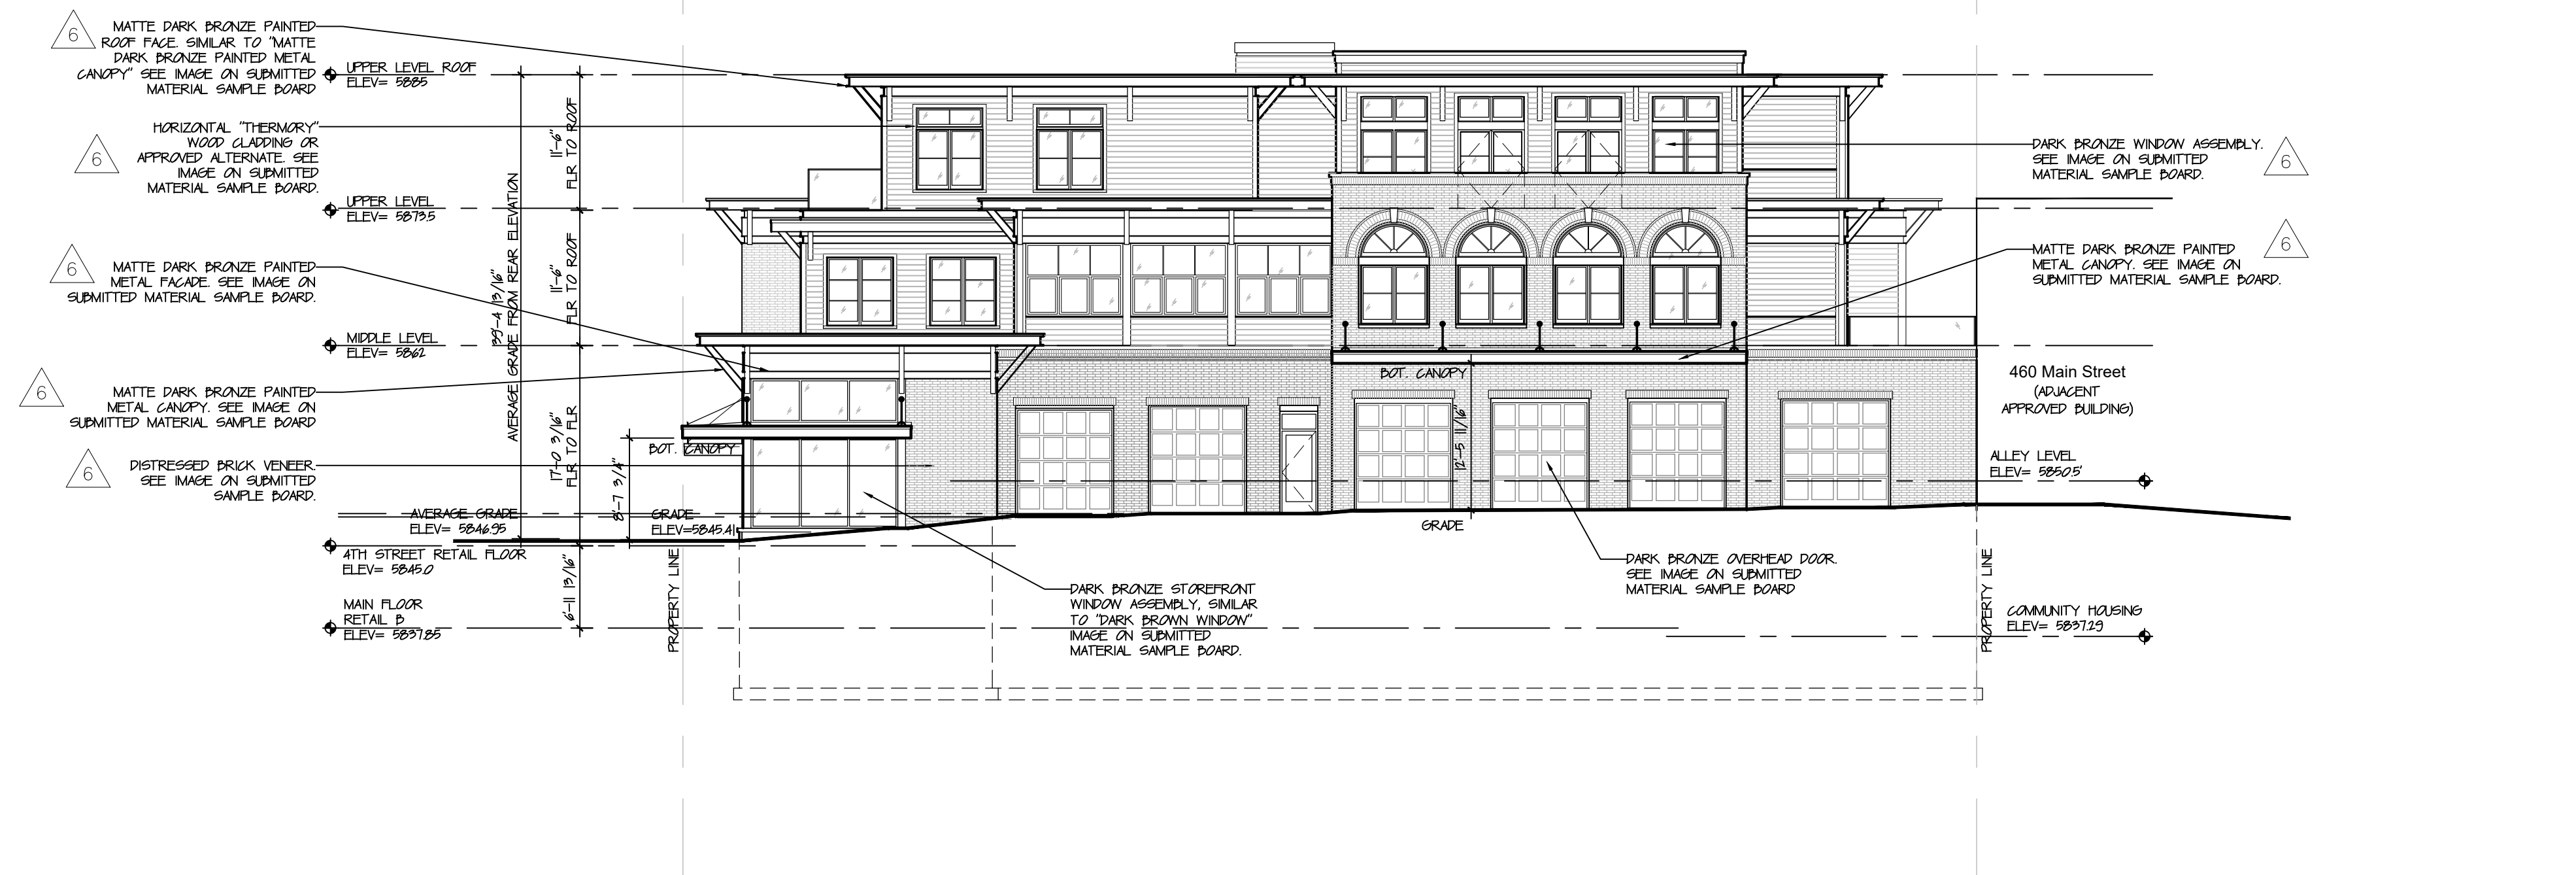 6
MATTE DARK BRONZE PAINTED
ROOF FACE. SIMILAR TO "MATTE
DARK BRONZE PAINTED METAL
CANOPY" SEE IMAGE ON SUBMITTED
MATERIAL SAMPLE BOARD
UPPER LEVEL ROOF
ELEV= 5885
6
HORIZONTAL "THERMORY"
WOOD CLADDING OR
APPROVED ALTERNATE. SEE
IMAGE ON SUBMITTED
MATERIAL SAMPLE BOARD.
UPPER LEVEL
ELEV= 5873.5
6
MATTE DARK BRONZE PAINTED
METAL FACADE. SEE IMAGE ON
SUBMITTED MATERIAL SAMPLE BOARD.
MIDDLE LEVEL
ELEV= 5862
6
MATTE DARK BRONZE PAINTED
METAL CANOPY. SEE IMAGE ON
SUBMITTED MATERIAL SAMPLE BOARD
6
DISTRESSED BRICK VENEER.
SEE IMAGE ON SUBMITTED
SAMPLE BOARD.
AVERAGE GRADE
ELEV= 5846.95
4TH STREET RETAIL FLOOR
ELEV= 5845.0
MAIN FLOOR
RETAIL B
ELEV= 5837.85
39'-4 13/16"
AVERAGE GRADE FROM REAR ELEVATION
11'-6"
FLR TO ROOF
11'-6"
FLR TO ROOF
17'-0 3/16"
FLR TO FLR
6'-11 13/16"
8'-7 3/4"
BOT. CANOPY
GRADE
ELEV=5845.41
PROPERTY LINE
BOT. CANOPY
12'-5 11/16"
GRADE
DARK BRONZE STOREFRONT
WINDOW ASSEMBLY, SIMILAR
TO "DARK BROWN WINDOW"
IMAGE ON SUBMITTED
MATERIAL SAMPLE BOARD.
DARK BRONZE OVERHEAD DOOR.
SEE IMAGE ON SUBMITTED
MATERIAL SAMPLE BOARD
DARK BRONZE WINDOW ASSEMBLY.
SEE IMAGE ON SUBMITTED
MATERIAL SAMPLE BOARD.
6
MATTE DARK BRONZE PAINTED
METAL CANOPY. SEE IMAGE ON
SUBMITTED MATERIAL SAMPLE BOARD.
6
460 Main Street
(ADJACENT
APPROVED BUILDING)
ALLEY LEVEL
ELEV= 5850.5'
PROPERTY LINE
COMMUNITY HOUSING
ELEV= 5837.29